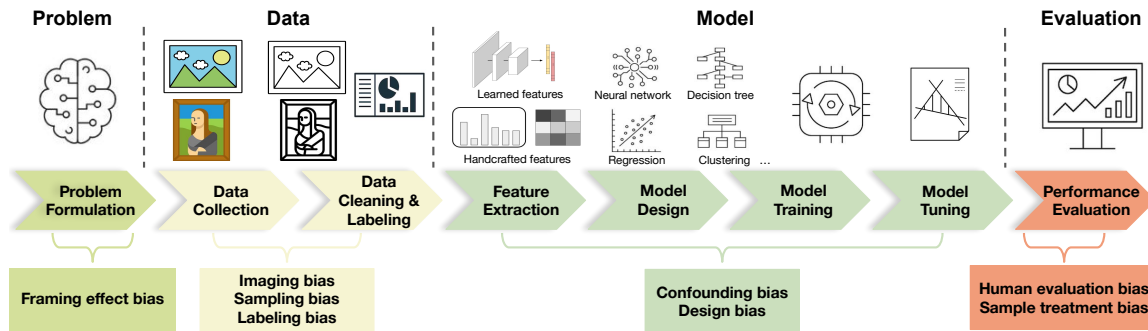 Problem
Data
Model
Evaluation
Learned features
Neural network
Decision tree
Handcrafted features
Regression
Clustering ...
Problem
Formulation
Data
Collection
Data
Cleaning &
Labeling
Feature
Extraction
Model
Design
Model
Training
Model
Tuning
Performance
Evaluation
Framing effect bias
Imaging bias
Sampling bias
Labeling bias
Confounding bias
Design bias
Human evaluation bias
Sample treatment bias